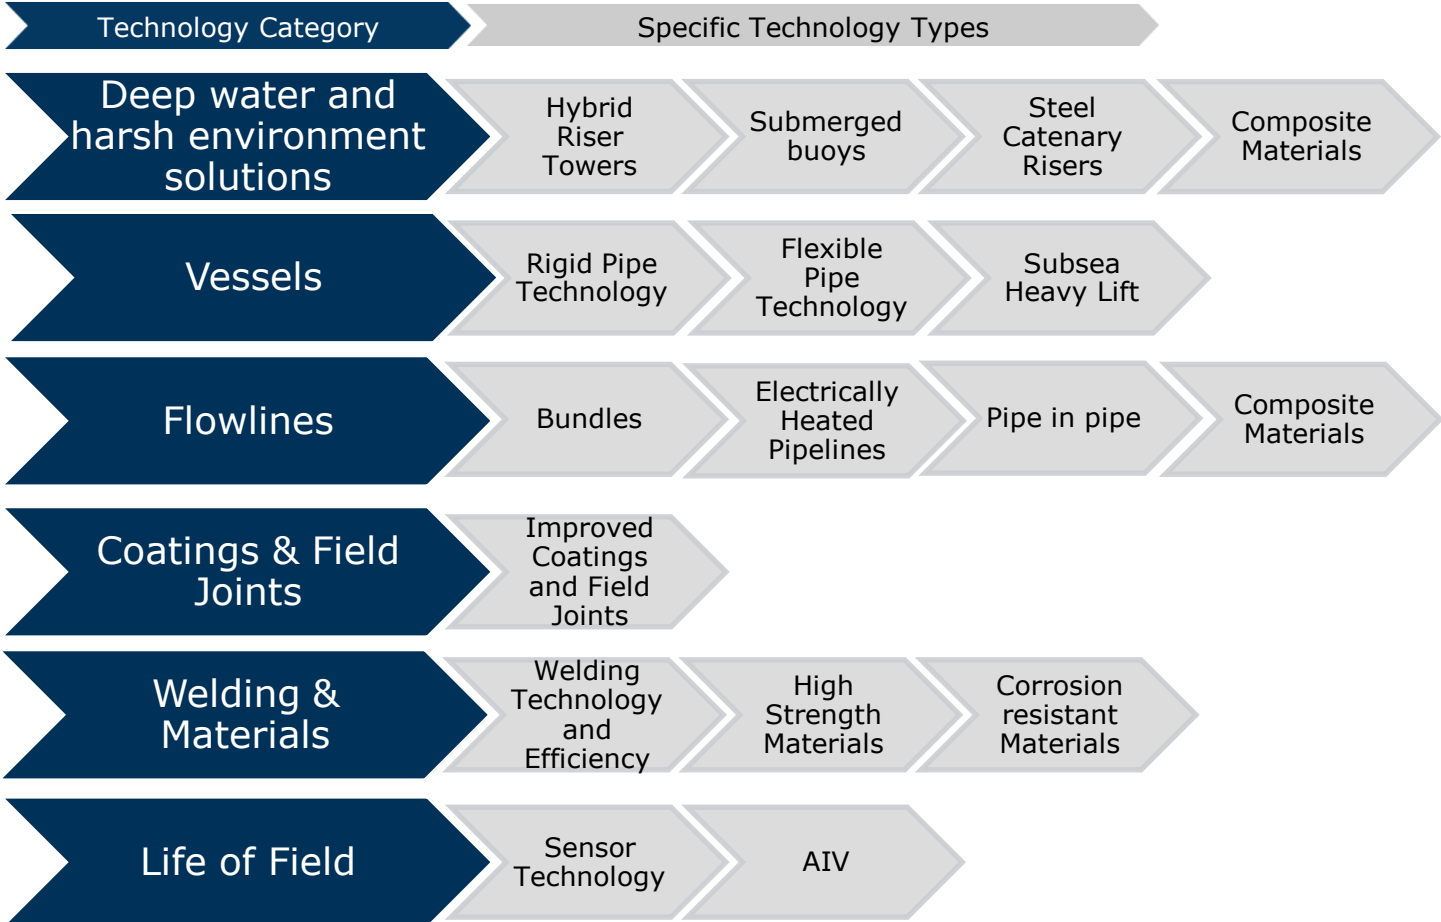 Technology Category
Specific Technology Types
Deep water and
harsh environment
solutions
Hybrid
Riser
Towers
Submerged
buoys
Steel
Catenary
Risers
Composite
Materials
Vessels
Rigid Pipe
Technology
Flexible
Pipe
Technology
Subsea
Heavy Lift
Flowlines
Bundles
Electrically
Heated
Pipelines
Pipe in pipe
Composite
Materials
Coatings & Field
Joints
Improved
Coatings
and Field
Joints
Welding &
Materials
Welding
Technology
and
Efficiency
High
Strength
Materials
Corrosion
resistant
Materials
Life of Field
Sensor
Technology
AIV